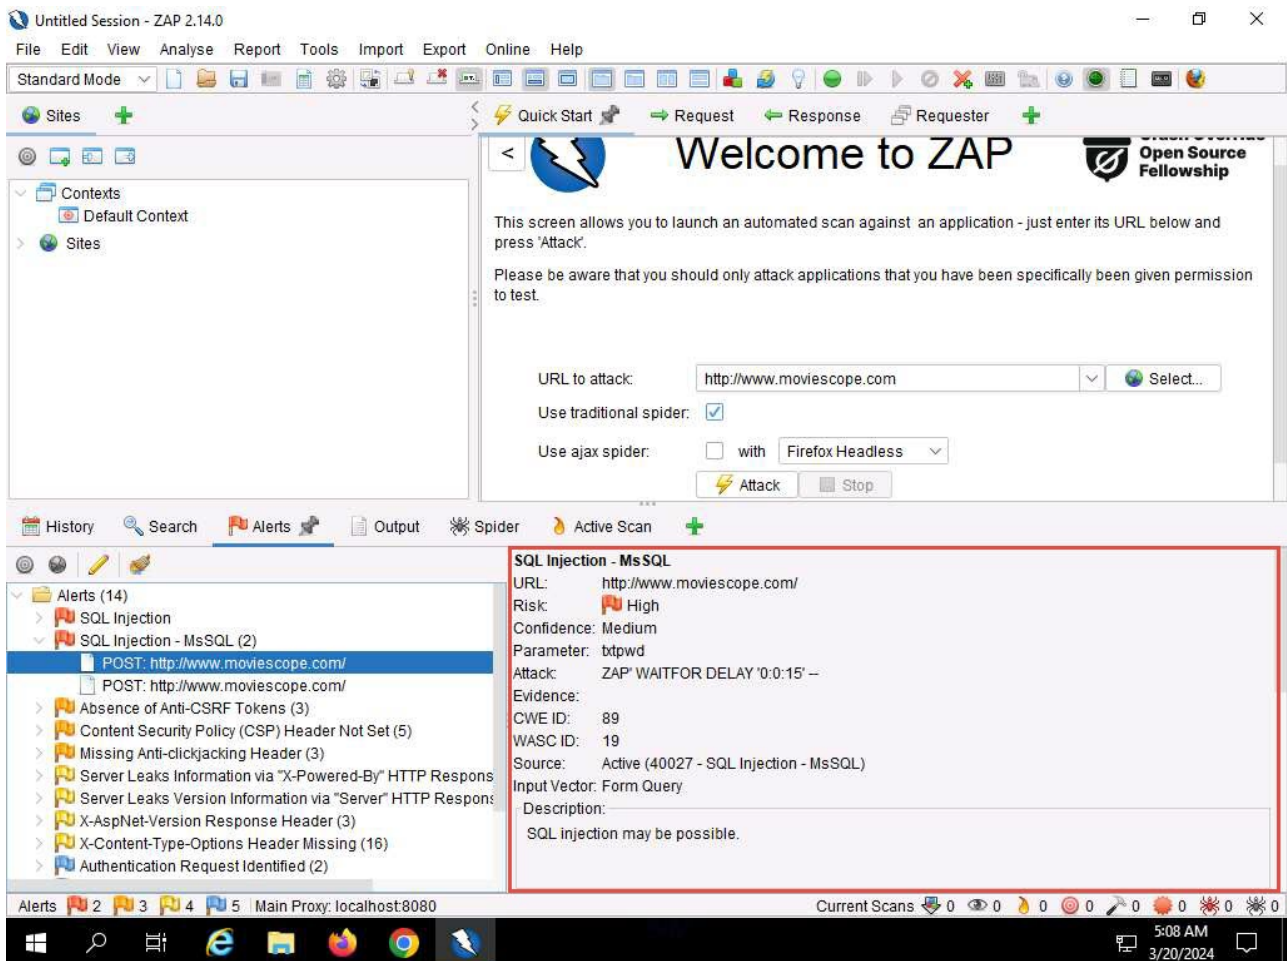 Untitled Session - ZAP 2.14.0
File Edit View Analyse Report Tools Import Export Online Help
Standard Mode
Sites
Quick Start Request Response Requester
<
Welcome to ZAP
Open Source
Fellowship
Contexts
Default Context
Sites
This screen allows you to launch an automated scan against an application - just enter its URL below and
press 'Attack'.
Please be aware that you should only attack applications that you have been specifically been given permission
to test.
URL to attack: http://www.moviescope.com Select...
Use traditional spider:
Use ajax spider: with Firefox Headless
Attack Stop
History Search Alerts Output Spider Active Scan
Alerts (14)
SQL Injection
SQL Injection - MsSQL (2)
POST: http://www.moviescope.com/
POST: http://www.moviescope.com/
Absence of Anti-CSRF Tokens (3)
Content Security Policy (CSP) Header Not Set (5)
Missing Anti-clickjacking Header (3)
Server Leaks Information via "X-Powered-By" HTTP Respons
Server Leaks Version Information via "Server" HTTP Respons
X-AspNet-Version Response Header (3)
X-Content-Type-Options Header Missing (16)
Authentication Request Identified (2)
SQL Injection - MsSQL
URL: http://www.moviescope.com/
Risk: High
Confidence: Medium
Parameter: txtpwd
Attack: ZAP' WAITFOR DELAY '0:0:15' --
Evidence:
CWE ID: 89
WASC ID: 19
Source: Active (40027 - SQL Injection - MsSQL)
Input Vector: Form Query
Description:
SQL injection may be possible.
Alerts 2 3 4 5 Main Proxy: localhost:8080
Current Scans 0 0 0 0 0 0 0 0
5:08 AM
3/20/2024